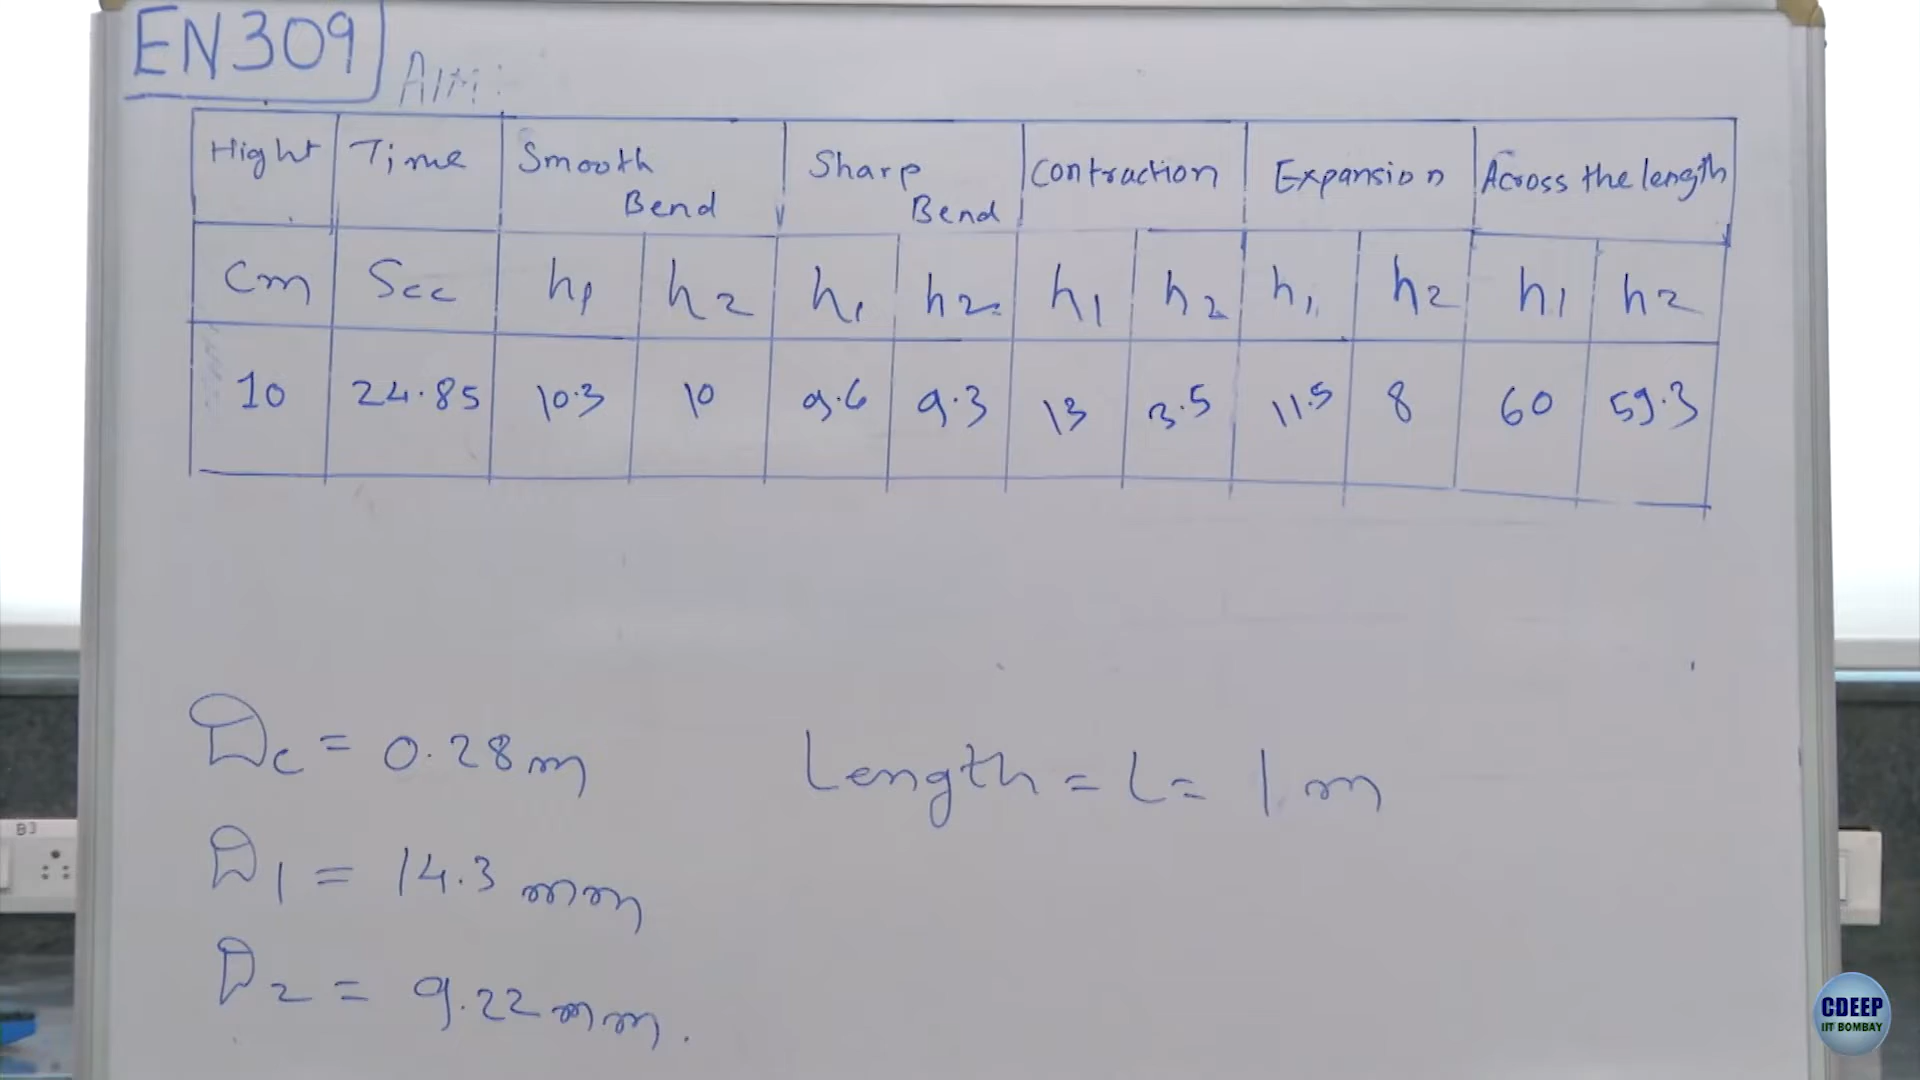 EN309
AIM:
Hight Time Smooth Bend Sharp Bend Contraction Expansion Across the length
Cm Sec h1 h2 h1 h2 h1 h2 h1 h2 h1 h2
10 24.85 10.3 10 9.6 9.3 13 3.5 11.5 8 60 59.3
Dc = 0.28m
Length = L = 1 m
D1 = 14.3 mm
D2 = 9.22mm.
B3
CDEEP
IIT BOMBAY